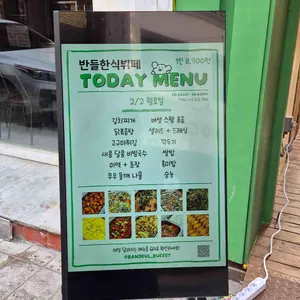 반들한식뷔페
1인 8,900원
TODAY MENU
2/2 월요일
김치찌개
버섯 스팸 볶음
닭볶음탕
샐러드 + 드레싱
고구마튀김
깍두기
새콤 달콤 비빔국수
쌀밥
미역 + 초장
흑미밥
무우 들깨 나물
숭늉
@BANDEUL_BUFFET